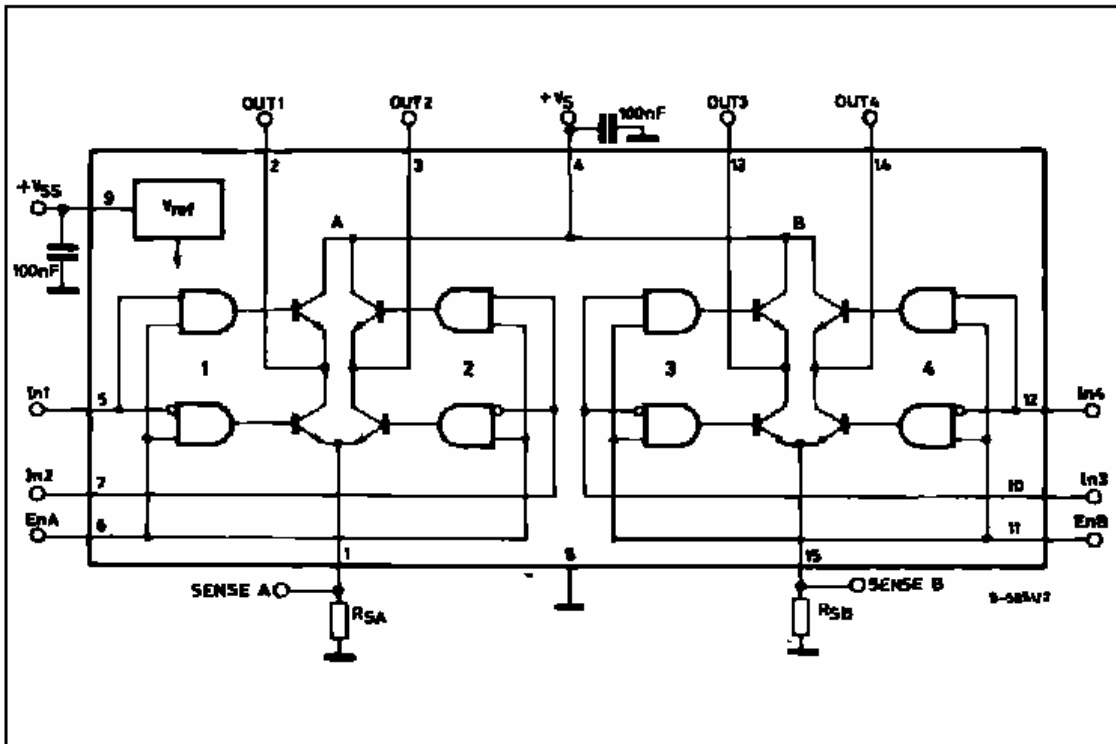 OUT1
OUT2
+VS
100nF
OUT3
OUT4
2
3
4
13
14
+VSS
9
Vref
A
B
100nF
1
2
3
4
In1
5
12
In4
In2
7
10
In3
EnA
6
11
EnB
1
8
15
SENSE A
RSA
SENSE B
RSB